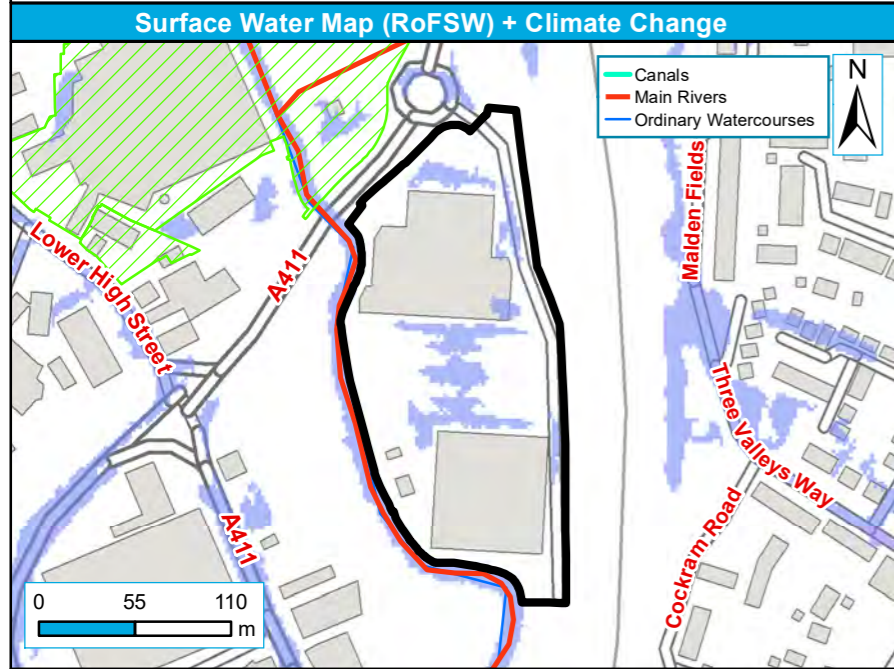 Surface Water Map (RoFSW) + Climate Change
Canals
Main Rivers
Ordinary Watercourses
N
Malden Fields
Lower High Street
A411
Three Valleys Way
A411
Cockram Road
0 55 110
m